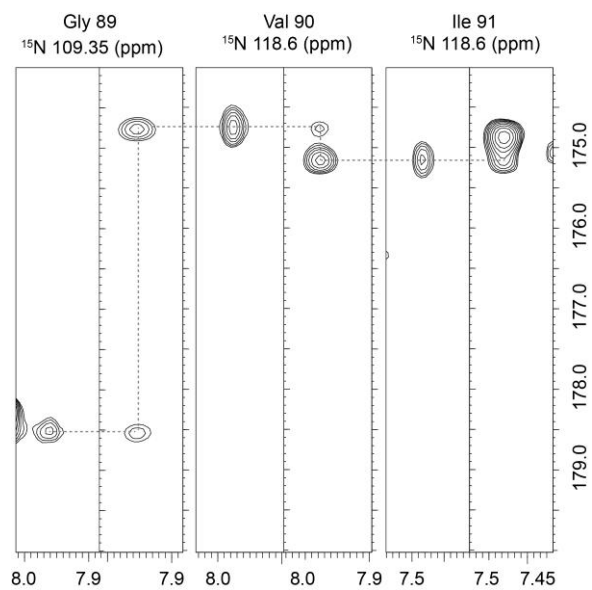 Gly 89
¹⁵N 109.35 (ppm)
Val 90
¹⁵N 118.6 (ppm)
Ile 91
¹⁵N 118.6 (ppm)
175.0
176.0
177.0
178.0
179.0
8.0 7.9 7.9
8.0 8.0 7.9
7.5 7.5 7.45